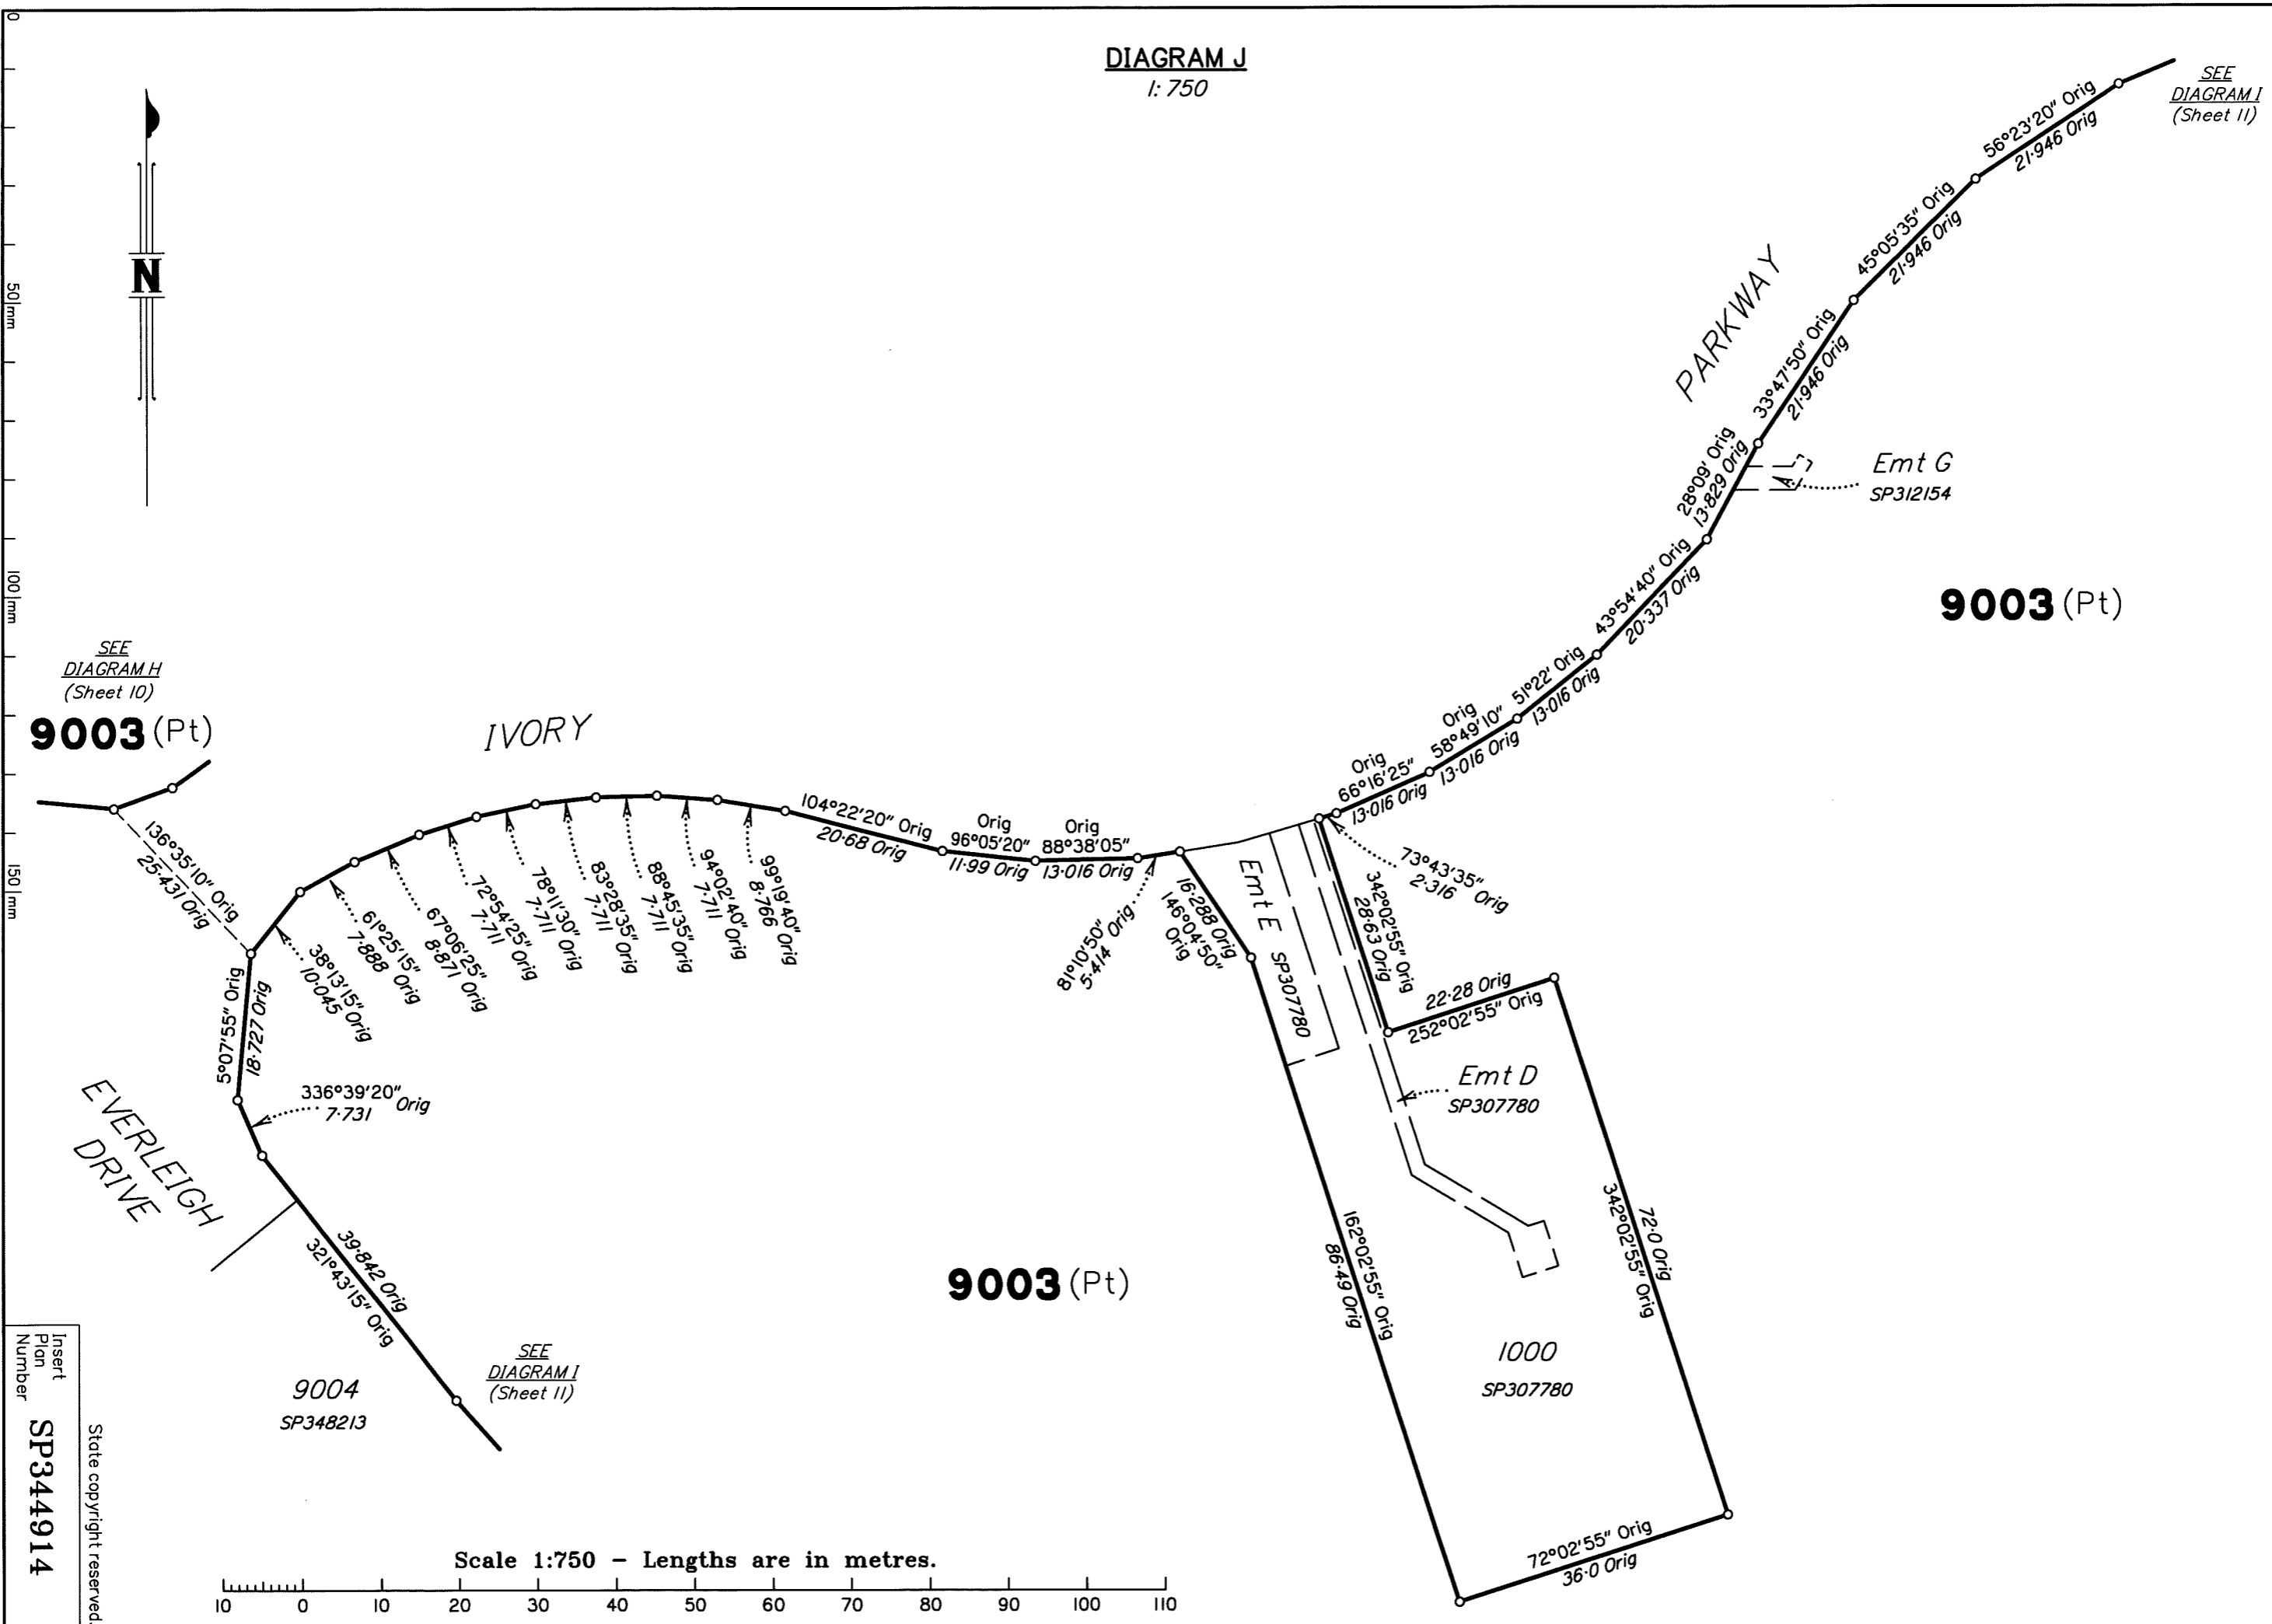 DIAGRAM J
1:750
SEE
DIAGRAM I
(Sheet 11)
0
50 mm
100 mm
150 mm
N
56°23'20" Orig
21·946 Orig
45°05'35" Orig
21·946 Orig
PARKWAY
33°47'50" Orig
21·946 Orig
28°09' Orig
13·829 Orig
Emt G
SP312154
43°54'40" Orig
20·337 Orig
9003 (Pt)
51°22' Orig
13·016 Orig
Orig
58°49'10"
13·016 Orig
Orig
66°16'25"
13·016 Orig
73°43'35" Orig
2·316
SEE
DIAGRAM H
(Sheet 10)
9003 (Pt)
IVORY
136°35'10" Orig
25·431 Orig
38°13'15" Orig
10·045
61°25'15" Orig
7·888
67°06'25" Orig
8·871
72°54'25" Orig
7·711
78°11'30" Orig
7·711
83°28'35" Orig
7·711
88°45'35" Orig
7·711
94°02'40" Orig
7·711
99°19'40" Orig
8·766
104°22'20" Orig
20·68 Orig
Orig
96°05'20"
11·99 Orig
Orig
88°38'05"
13·016 Orig
81°10'50" Orig
5·414
16·288 Orig
146°04'50"
Orig
Emt E
SP307780
342°02'55" Orig
28·63 Orig
22·28 Orig
252°02'55" Orig
Emt D
SP307780
5°07'55" Orig
18·727 Orig
336°39'20" Orig
7·731
EVERLEIGH
DRIVE
39·842 Orig
321°43'15" Orig
9004
SP348213
SEE
DIAGRAM I
(Sheet 11)
9003 (Pt)
162°02'55" Orig
86·49 Orig
72·0 Orig
342°02'55" Orig
1000
SP307780
72°02'55" Orig
36·0 Orig
Scale 1:750 – Lengths are in metres.
10 0 10 20 30 40 50 60 70 80 90 100 110
State copyright reserved.
Insert
Plan
Number
SP344914